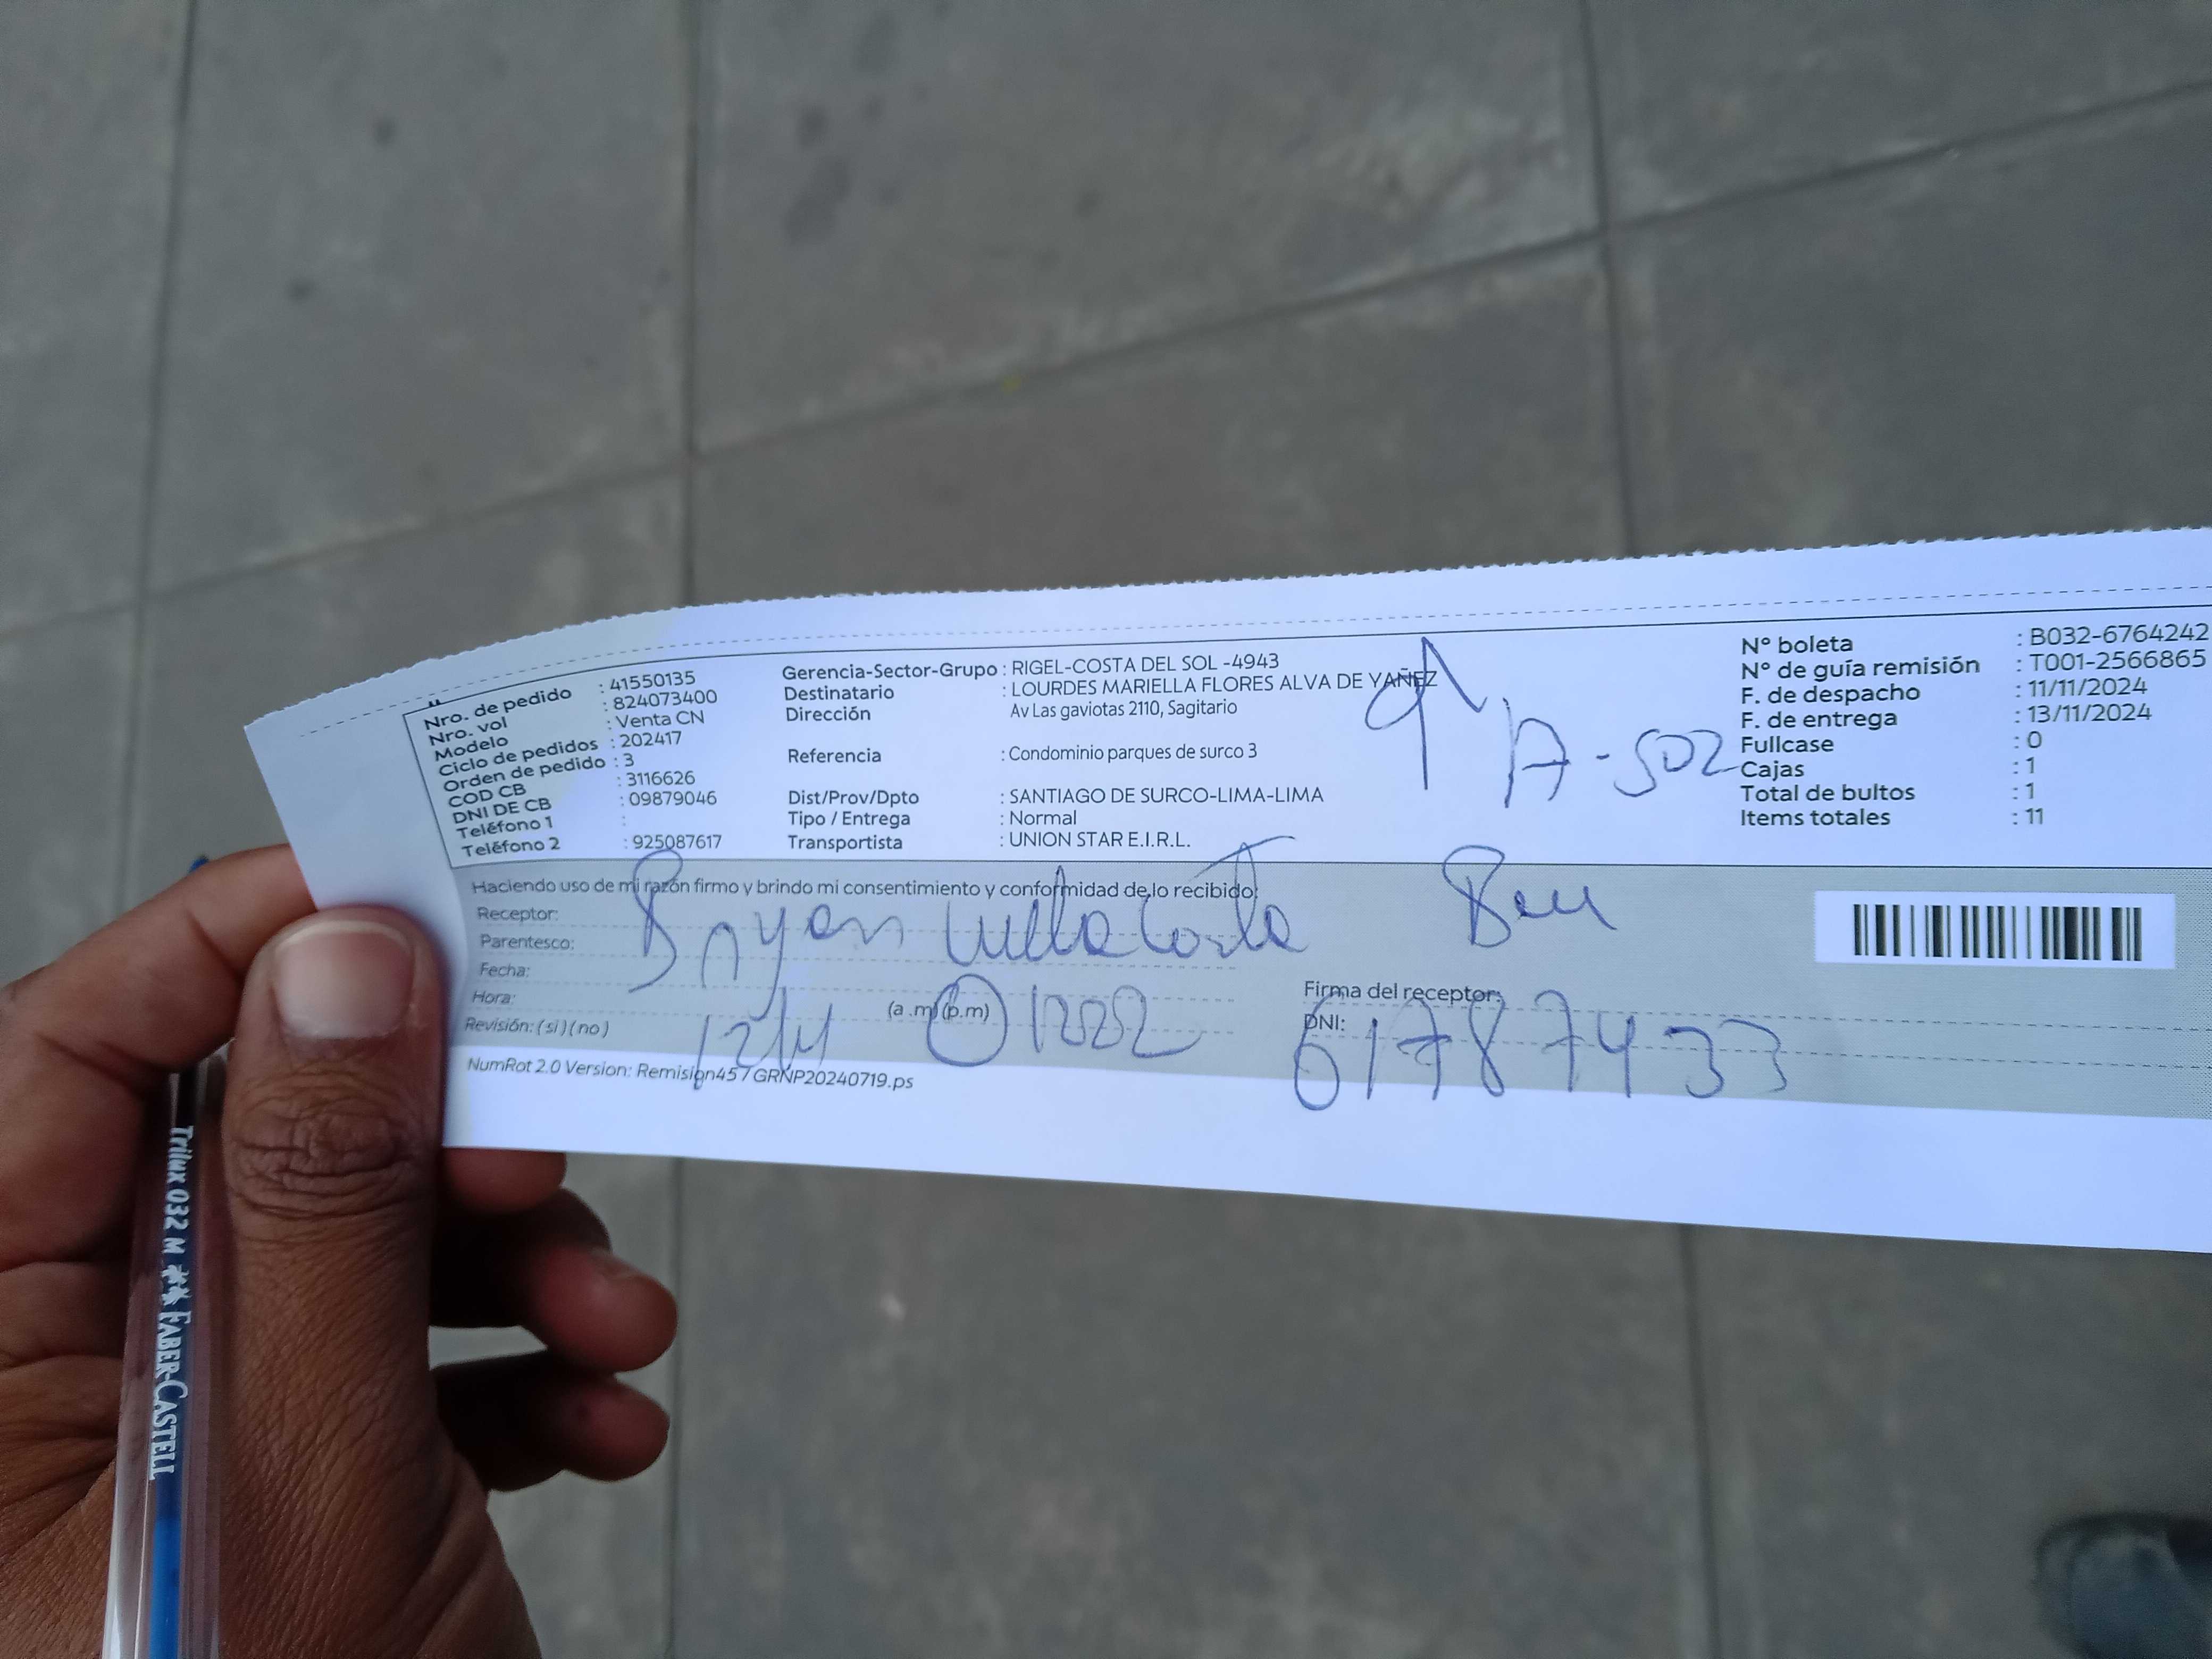 Nro. de pedido : 41550135
Nro. vol : 824073400
Modelo : Venta CN
Ciclo de pedidos : 202417
Orden de pedido : 3
COD CB : 3116626
DNI DE CB : 09879046
Teléfono 1 :
Teléfono 2 : 925087617
Gerencia-Sector-Grupo : RIGEL-COSTA DEL SOL -4943
Destinatario : LOURDES MARIELLA FLORES ALVA DE YAÑEZ
Dirección Av Las gaviotas 2110, Sagitario
Referencia : Condominio parques de surco 3
Dist/Prov/Dpto : SANTIAGO DE SURCO-LIMA-LIMA
Tipo / Entrega : Normal
Transportista : UNION STAR E.I.R.L.
A-502
N° boleta : B032-6764242
N° de guía remisión : T001-2566865
F. de despacho : 11/11/2024
F. de entrega : 13/11/2024
Fullcase : 0
Cajas : 1
Total de bultos : 1
Items totales : 11
Haciendo uso de mi razón firmo y brindo mi consentimiento y conformidad de lo recibido:
Receptor: Bryan
Parentesco:
Fecha:
Hora: (a.m) (p.m)
Revisión: ( si ) ( no )
Firma del receptor:
DNI: 61787433
NumRot 2.0 Version: Remision457GRNP20240719.ps
Trilux 032 M FABER-CASTELL